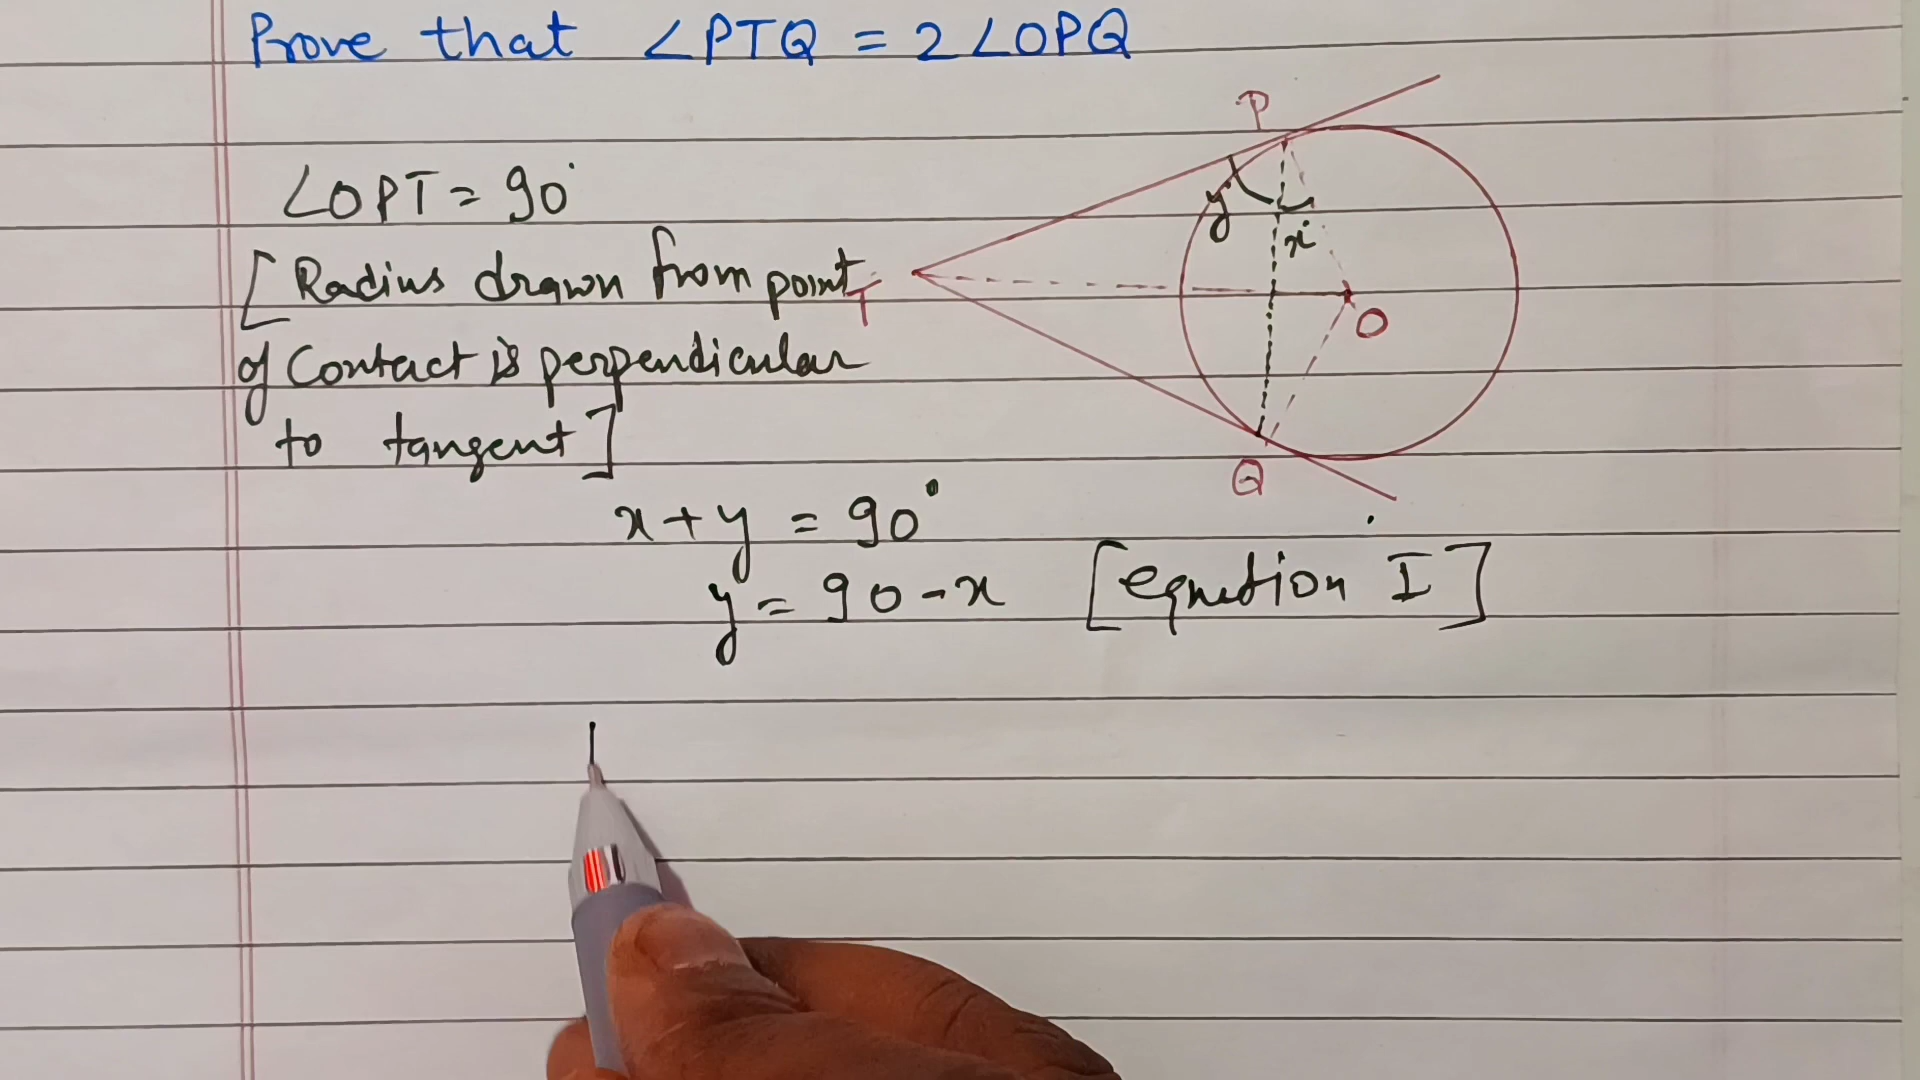 Prove that ∠PTQ = 2∠OPQ
P
∠OPT = 90°
y
x
[Radius drawn from point
T
O
of Contact is perpendicular
to tangent]
Q
x + y = 90°
y = 90 - x [equation I]